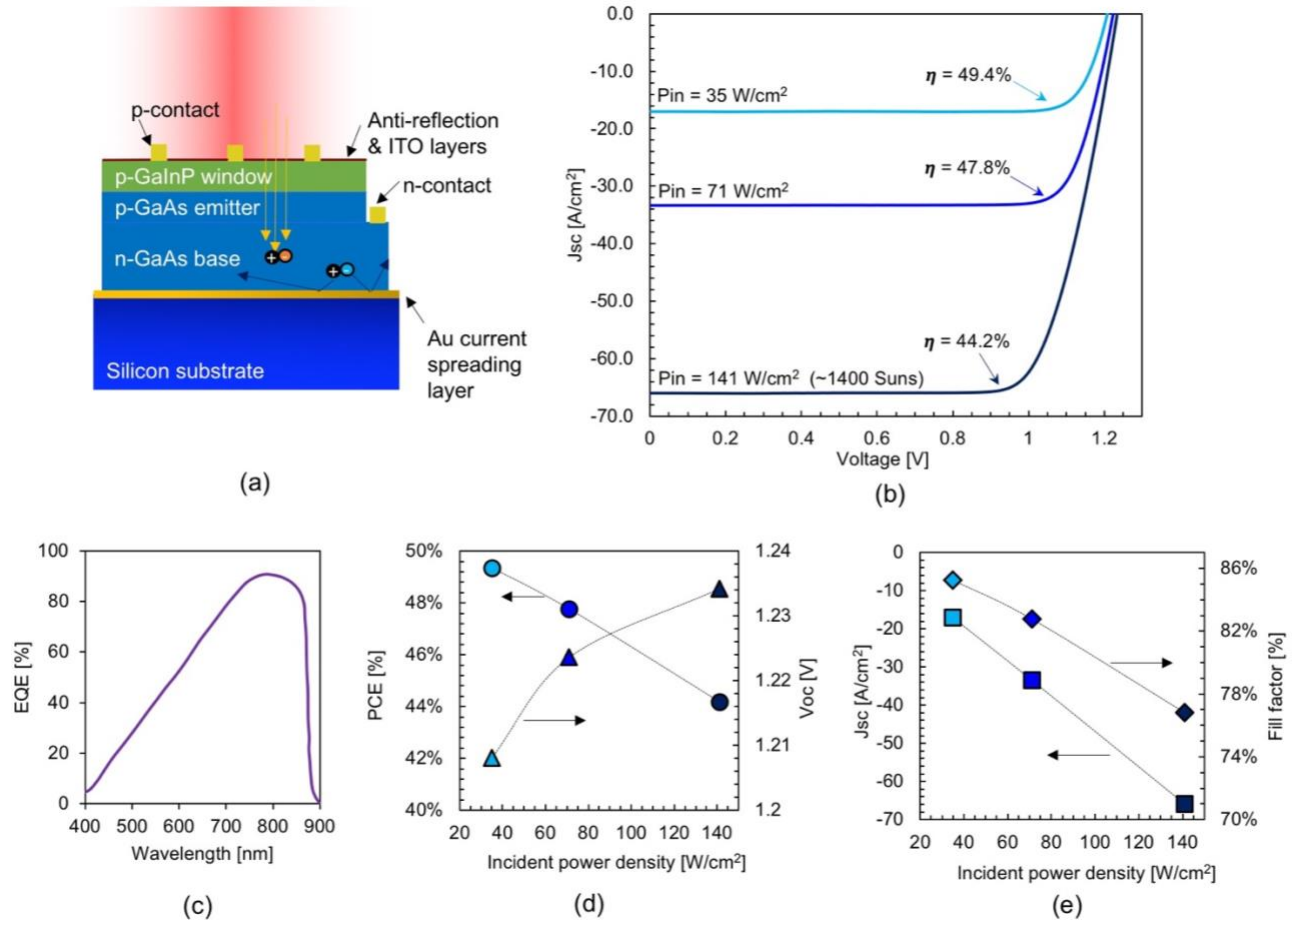 p-contact
Anti-reflection
& ITO layers
p-GaInP window
n-contact
p-GaAs emitter
n-GaAs base
+ -
+ -
Au current
spreading
layer
Silicon substrate
(a)
0.0
-10.0
-20.0
-30.0
-40.0
-50.0
-60.0
-70.0
Jsc [A/cm²]
η = 49.4%
Pin = 35 W/cm²
η = 47.8%
Pin = 71 W/cm²
η = 44.2%
Pin = 141 W/cm² (~1400 Suns)
0 0.2 0.4 0.6 0.8 1 1.2
Voltage [V]
(b)
100
80
60
40
20
0
EQE [%]
400 500 600 700 800 900
Wavelength [nm]
(c)
50%
48%
46%
44%
42%
40%
PCE [%]
1.24
1.23
1.22
1.21
1.2
Voc [V]
20 40 60 80 100 120 140
Incident power density [W/cm²]
(d)
0
-10
-20
-30
-40
-50
-60
-70
Jsc [A/cm²]
86%
82%
78%
74%
70%
Fill factor [%]
20 40 60 80 100 120 140
Incident power density [W/cm²]
(e)